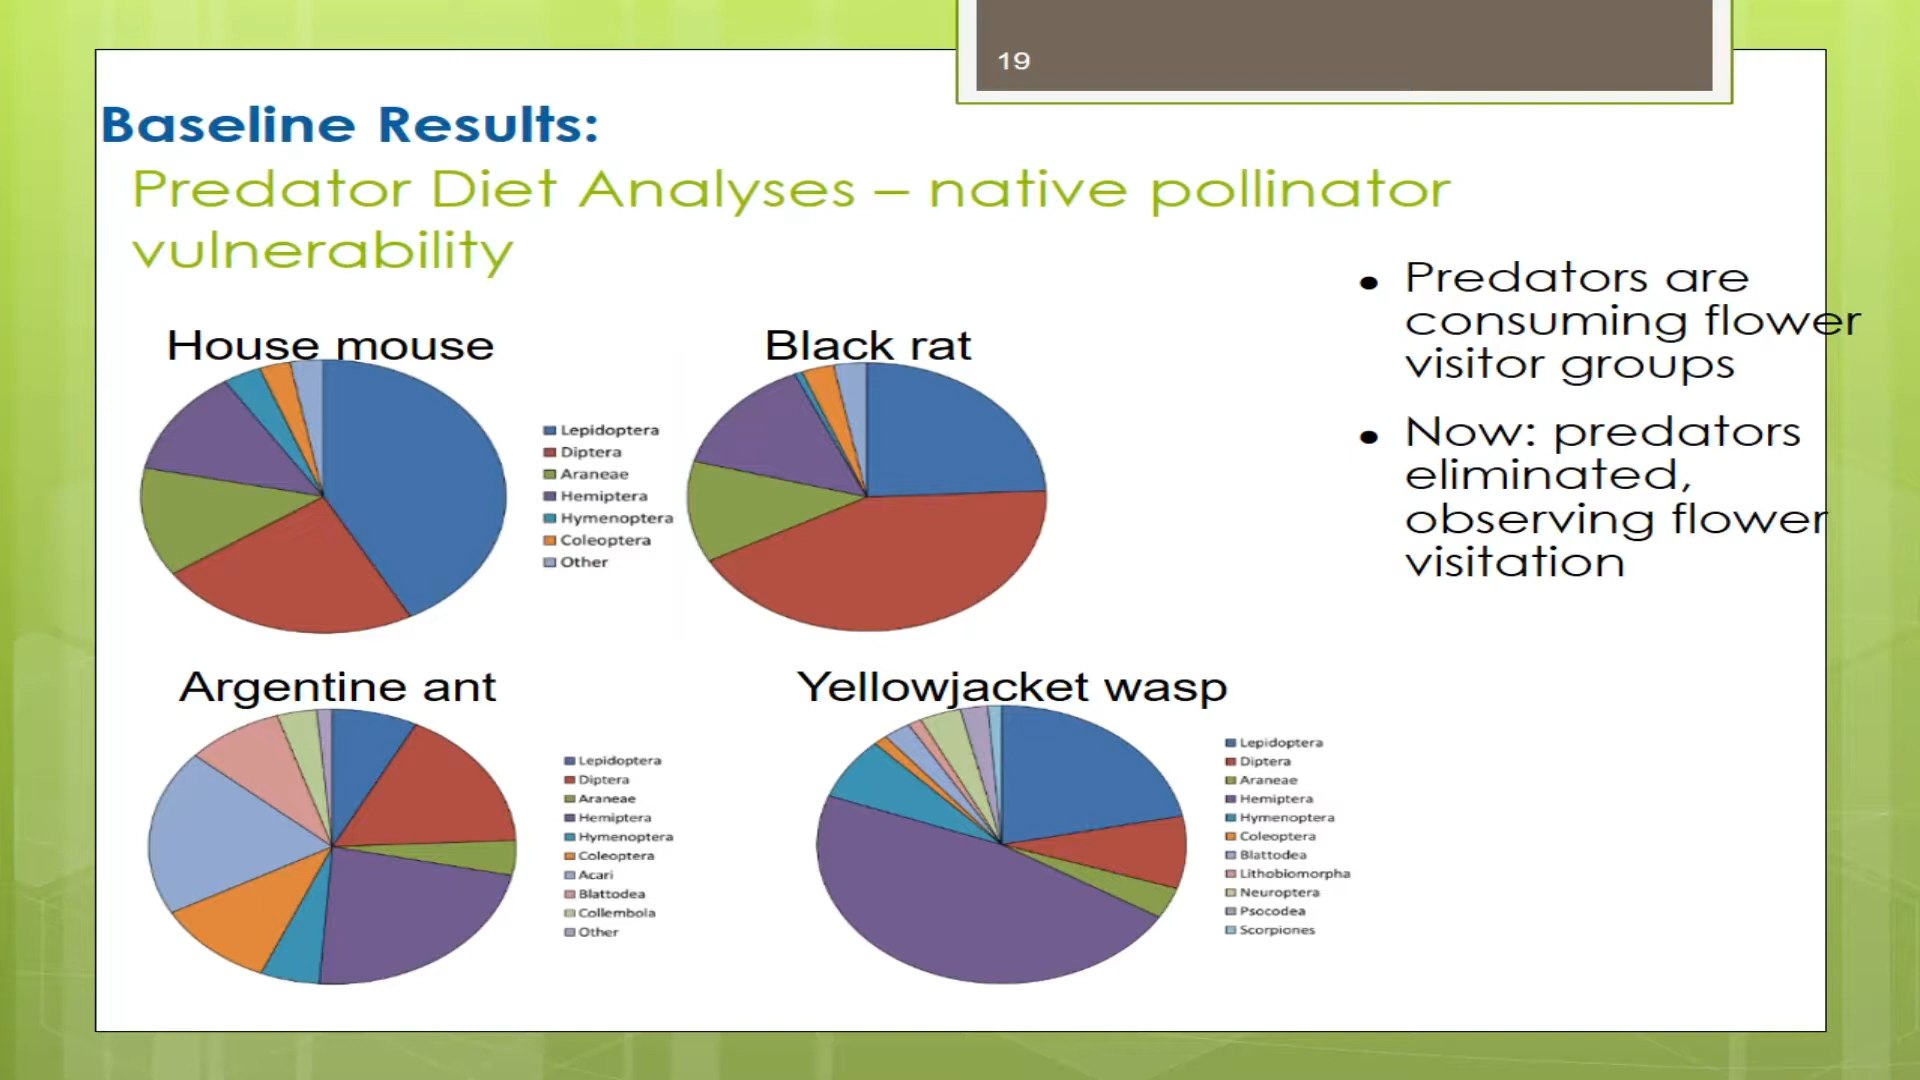 19
Baseline Results:
Predator Diet Analyses – native pollinator
vulnerability
• Predators are
consuming flower
visitor groups
• Now: predators
eliminated,
observing flower
visitation
House mouse
Lepidoptera
Diptera
Araneae
Hemiptera
Hymenoptera
Coleoptera
Other
Black rat
Argentine ant
Lepidoptera
Diptera
Araneae
Hemiptera
Hymenoptera
Coleoptera
Acari
Blattodea
Collembola
Other
Yellowjacket wasp
Lepidoptera
Diptera
Araneae
Hemiptera
Hymenoptera
Coleoptera
Blattodea
Lithobiomorpha
Neuroptera
Psocodea
Scorpiones